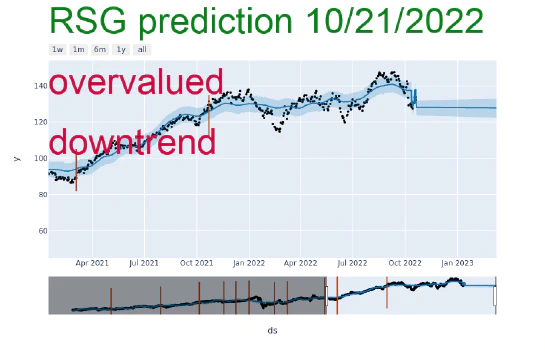 RSG prediction 10/21/2022
1w 1m 6m 1y all
overvalued
downtrend
140
120
100
80
60
y
Apr 2021 Jul 2021 Oct 2021 Jan 2022 Apr 2022 Jul 2022 Oct 2022 Jan 2023
ds